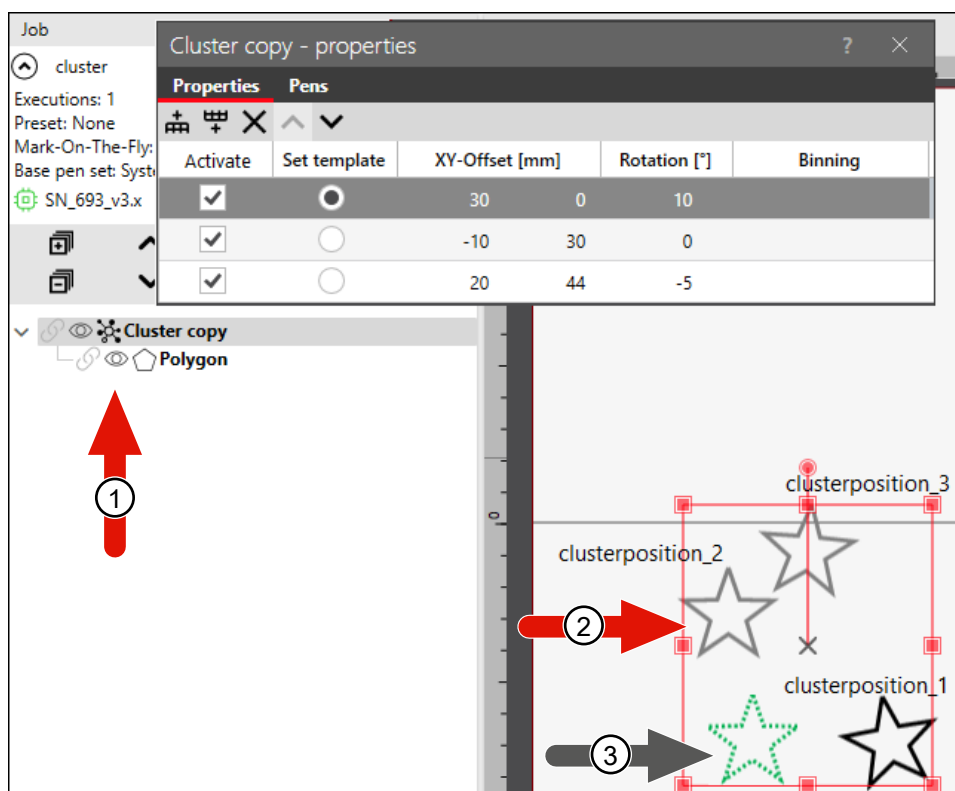 Job
cluster
Executions: 1
Preset: None
Mark-On-The-Fly:
Base pen set: Syste
SN_693_v3.x
Cluster copy - properties
?
Properties Pens
Activate Set template XY-Offset [mm] Rotation [°] Binning
30 0 10
-10 30 0
20 44 -5
Cluster copy
Polygon
1
0
clusterposition_3
clusterposition_2
2
clusterposition_1
3